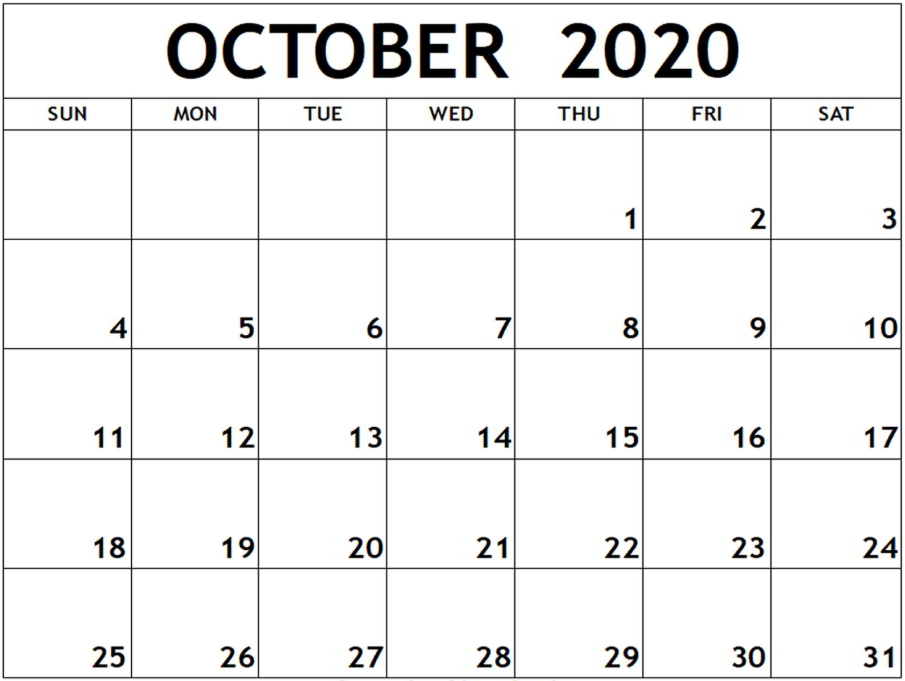 OCTOBER 2020
SUN MON TUE WED THU FRI SAT
1 2 3
4 5 6 7 8 9 10
11 12 13 14 15 16 17
18 19 20 21 22 23 24
25 26 27 28 29 30 31